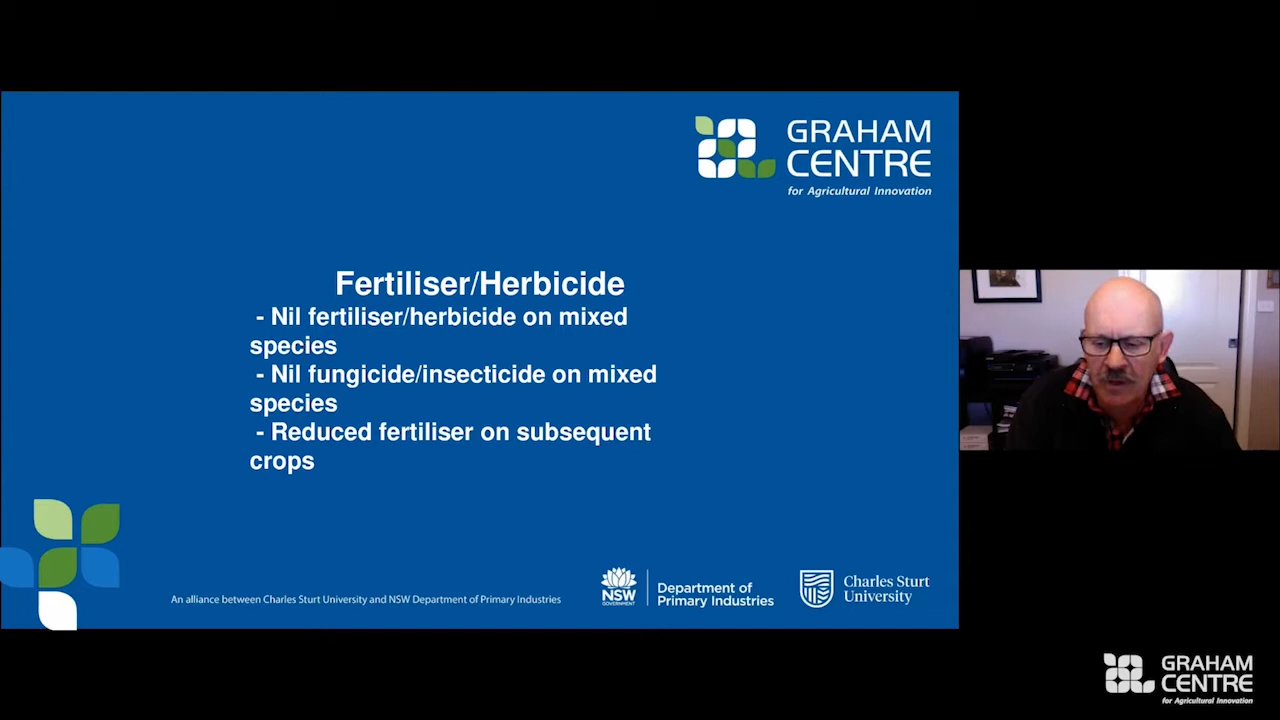 GRAHAM
CENTRE
for Agricultural Innovation
Fertiliser/Herbicide
- Nil fertiliser/herbicide on mixed
species
- Nil fungicide/insecticide on mixed
species
- Reduced fertiliser on subsequent
crops
An alliance between Charles Sturt University and NSW Department of Primary Industries
NSW
GOVERNMENT
Department of
Primary Industries
Charles Sturt
University
GRAHAM
CENTRE
for Agricultural Innovation